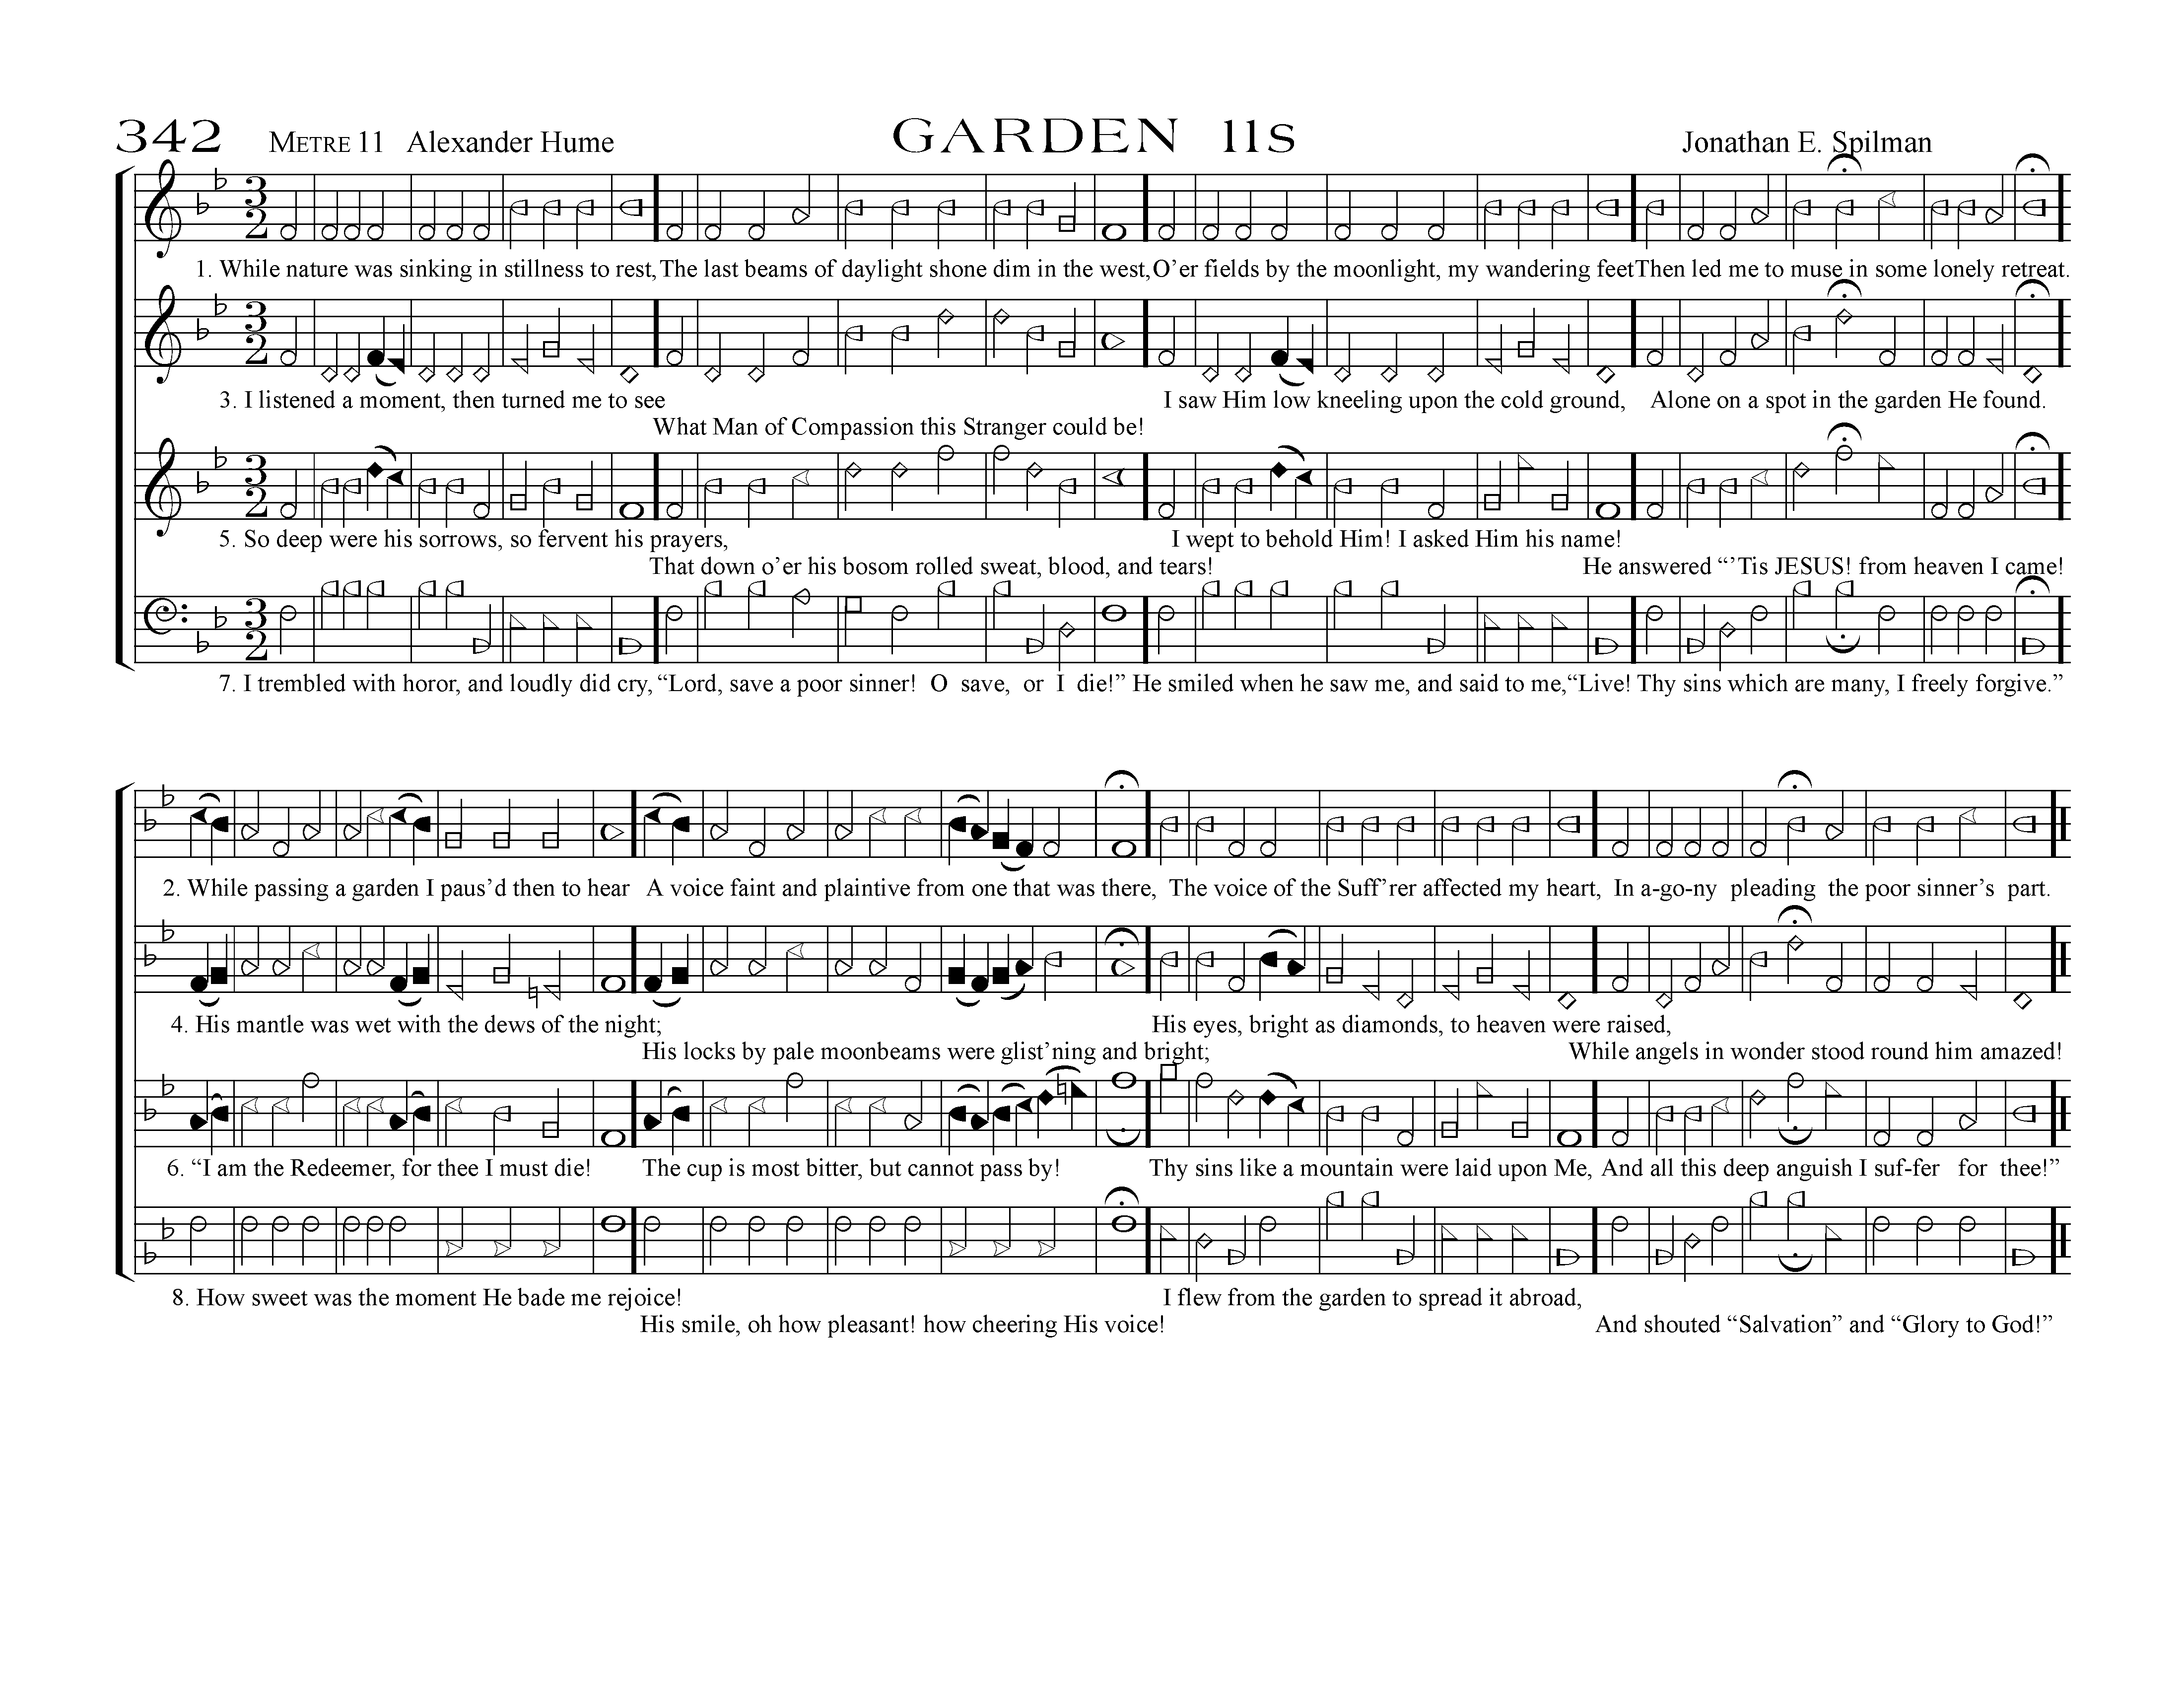 342 METRE 11 Alexander Hume GARDEN 11s Jonathan E. Spilman
1. While nature was sinking in stillness to rest, The last beams of daylight shone dim in the west, O’er fields by the moonlight, my wandering feet Then led me to muse in some lonely retreat.
3. I listened a moment, then turned me to see I saw Him low kneeling upon the cold ground, Alone on a spot in the garden He found.
What Man of Compassion this Stranger could be!
5. So deep were his sorrows, so fervent his prayers, I wept to behold Him! I asked Him his name!
That down o’er his bosom rolled sweat, blood, and tears! He answered “’Tis JESUS! from heaven I came!
7. I trembled with horor, and loudly did cry, “Lord, save a poor sinner! O save, or I die!” He smiled when he saw me, and said to me, “Live! Thy sins which are many, I freely forgive.”
2. While passing a garden I paus’d then to hear A voice faint and plaintive from one that was there, The voice of the Suff’rer affected my heart, In a-go-ny pleading the poor sinner’s part.
4. His mantle was wet with the dews of the night; His eyes, bright as diamonds, to heaven were raised,
His locks by pale moonbeams were glist’ning and bright; While angels in wonder stood round him amazed!
6. “I am the Redeemer, for thee I must die! The cup is most bitter, but cannot pass by! Thy sins like a mountain were laid upon Me, And all this deep anguish I suf-fer for thee!”
8. How sweet was the moment He bade me rejoice! I flew from the garden to spread it abroad,
His smile, oh how pleasant! how cheering His voice! And shouted “Salvation” and “Glory to God!”